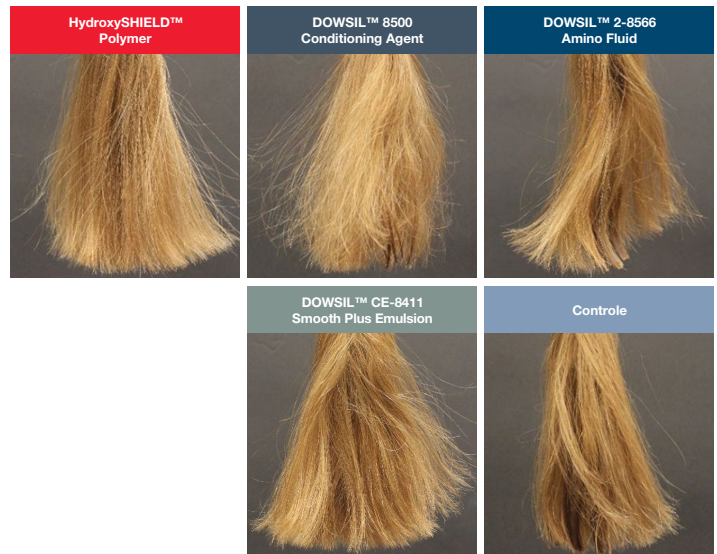 HydroxySHIELD™
Polymer
DOWSIL™ 8500
Conditioning Agent
DOWSIL™ 2-8566
Amino Fluid
DOWSIL™ CE-8411
Smooth Plus Emulsion
Controle